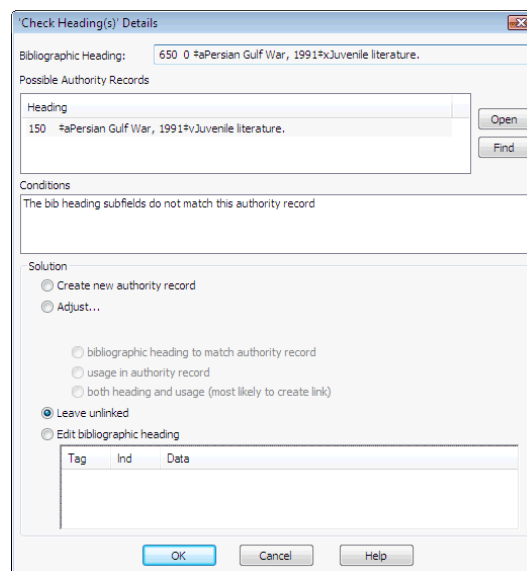 'Check Heading(s)' Details
Bibliographic Heading: 650 0 ‡aPersian Gulf War, 1991‡xJuvenile literature.
Possible Authority Records
Heading
150 ‡aPersian Gulf War, 1991‡vJuvenile literature.
Open
Find
Conditions
The bib heading subfields do not match this authority record
Solution
Create new authority record
Adjust...
bibliographic heading to match authority record
usage in authority record
both heading and usage (most likely to create link)
Leave unlinked
Edit bibliographic heading
Tag Ind Data
OK Cancel Help